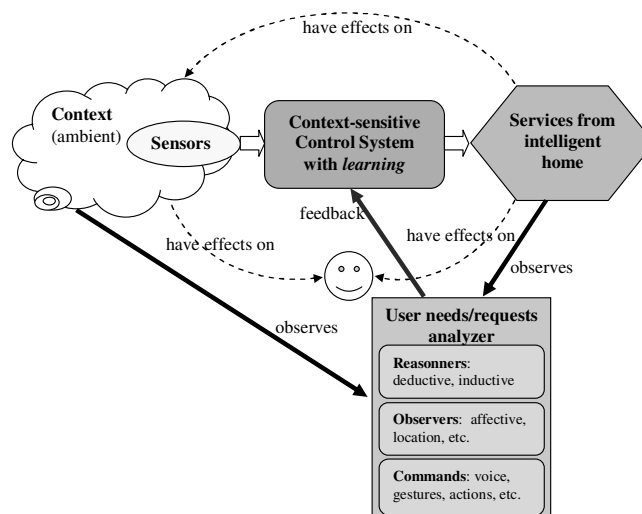 have effects on
Context
(ambient)
Sensors
Context-sensitive
Control System
with learning
Services from
intelligent
home
feedback
have effects on
have effects on
observes
observes
User needs/requests
analyzer
Reasonners:
deductive, inductive
Observers: affective,
location, etc.
Commands: voice,
gestures, actions, etc.